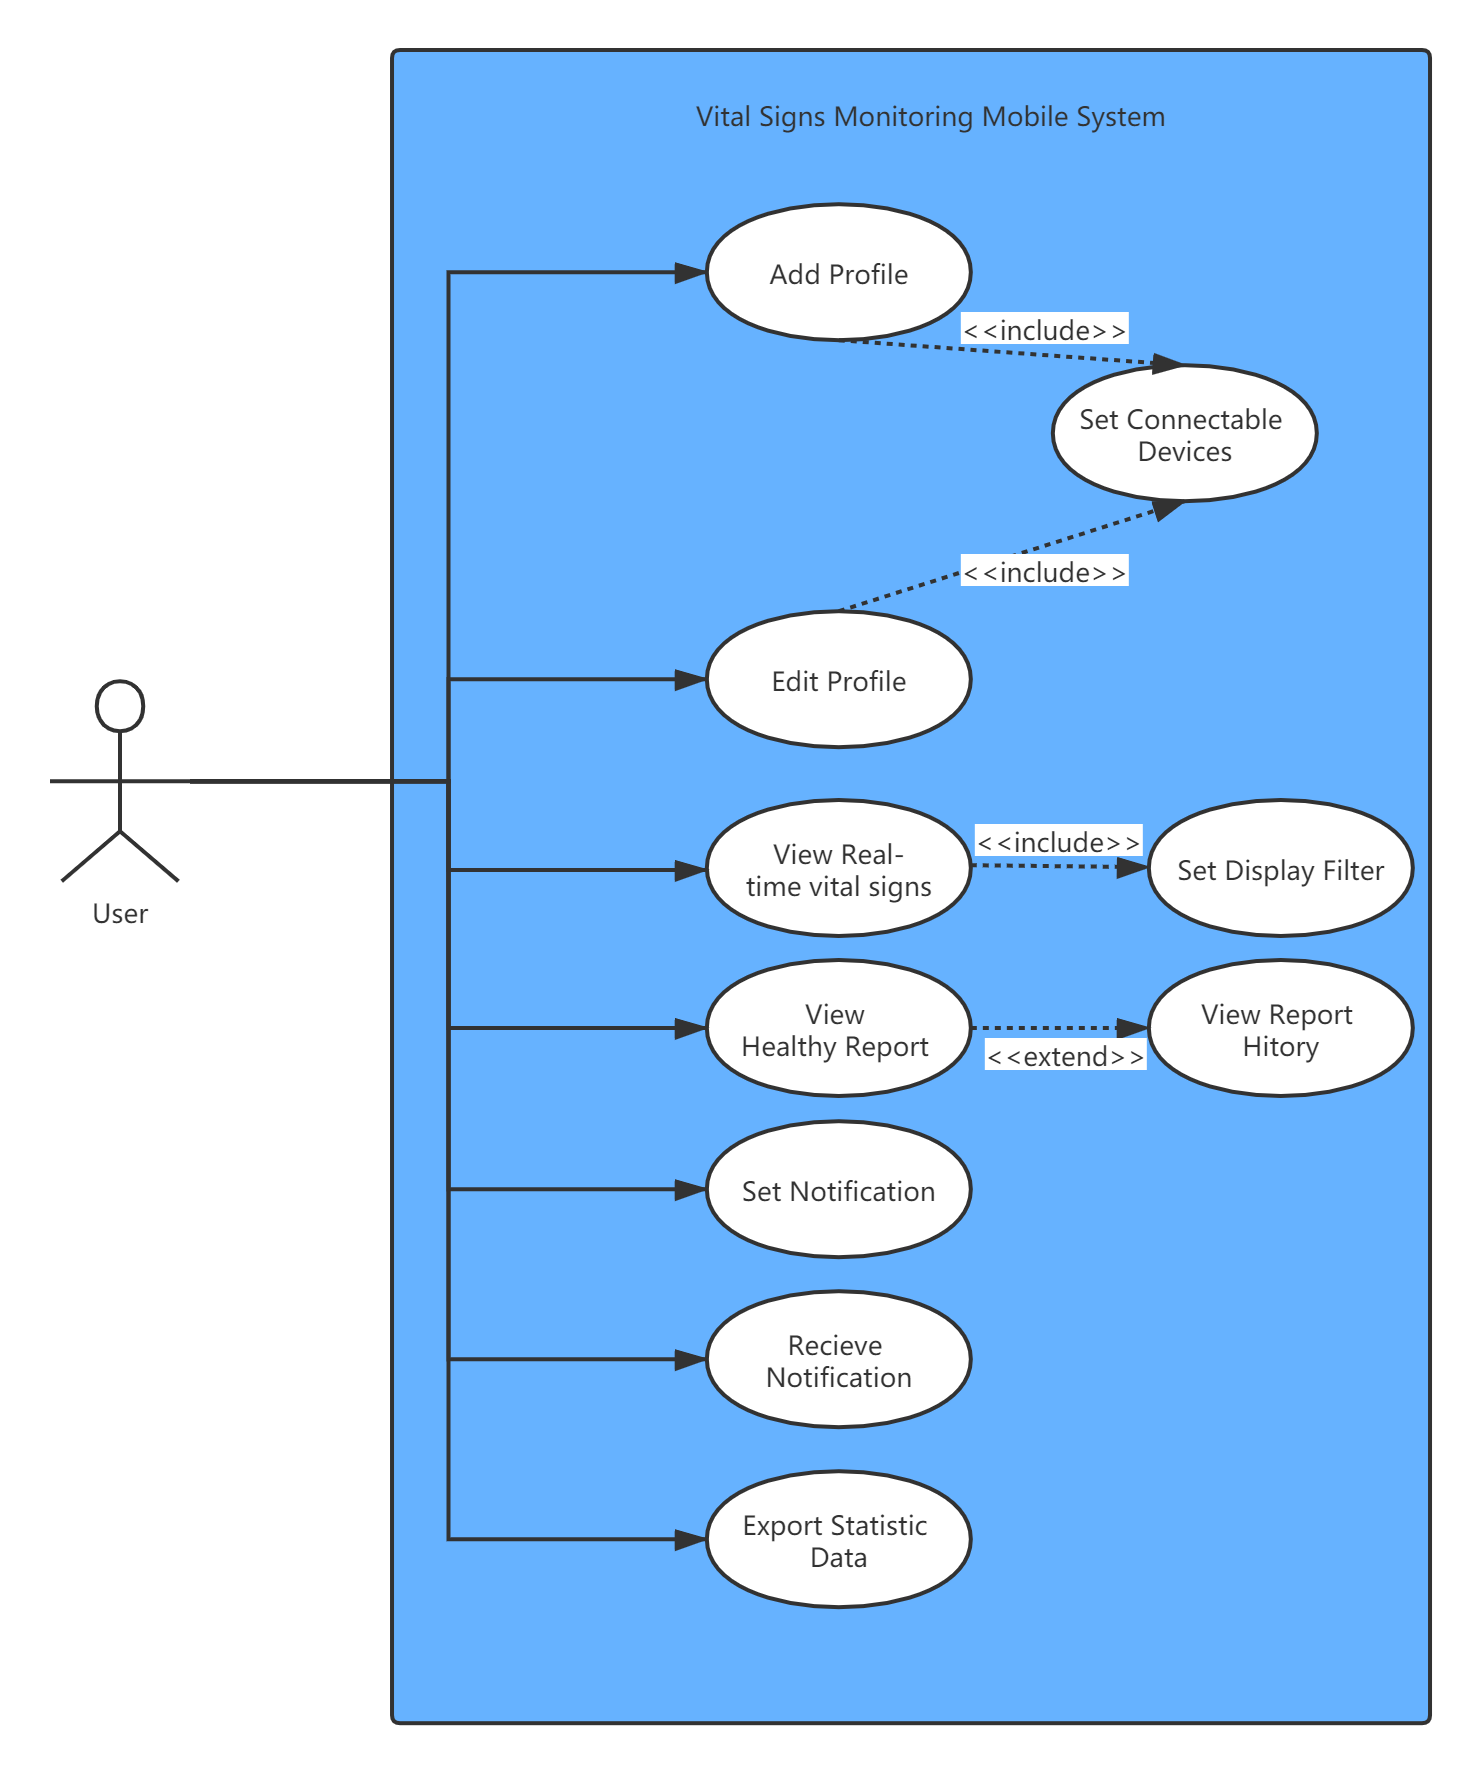 Vital Signs Monitoring Mobile System
Add Profile
<<include>>
Set Connectable
Devices
<<include>>
Edit Profile
User
View Real-
time vital signs
<<include>>
Set Display Filter
View
Healthy Report
<<extend>>
View Report
Hitory
Set Notification
Recieve
Notification
Export Statistic
Data